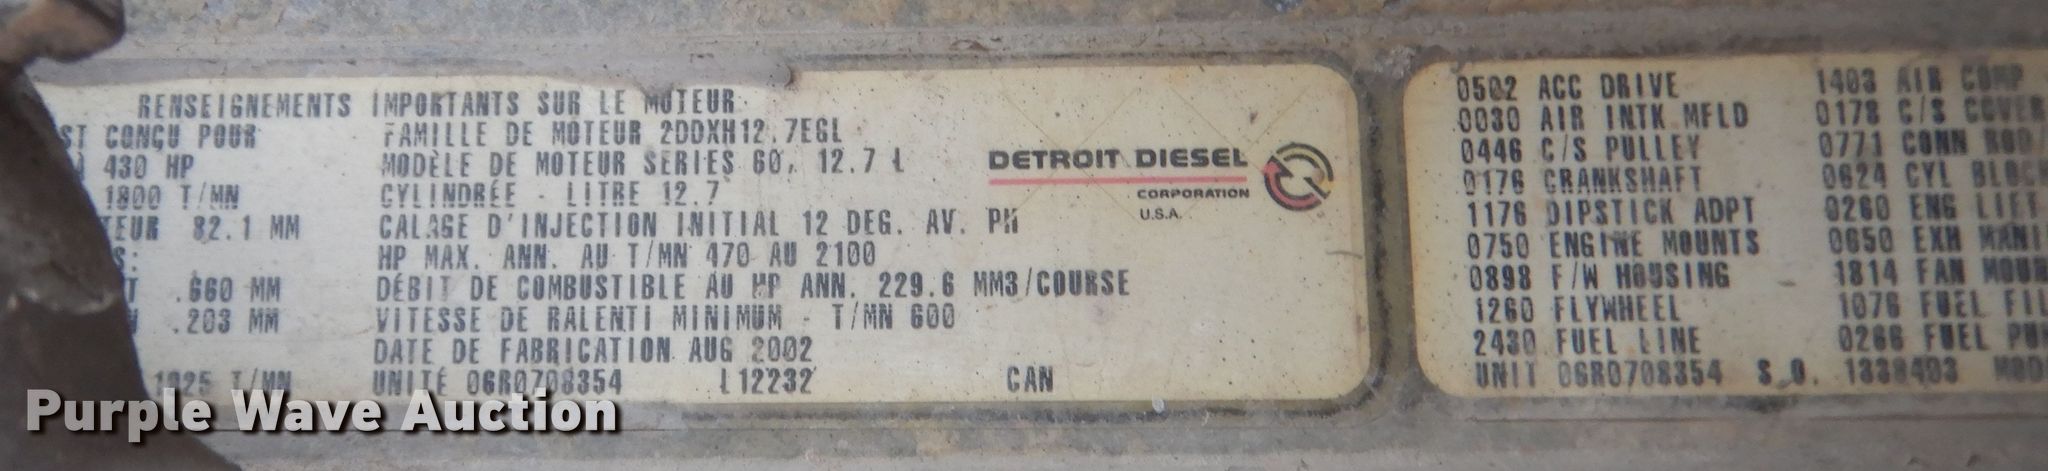 RENSEIGNEMENTS IMPORTANTS SUR LE MOTEUR
ST CONÇU POUR FAMILLE DE MOTEUR 2DDXH12.7EGL
430 HP MODÈLE DE MOTEUR SERIES 60, 12.7 L
1800 T/MN CYLINDRÉE - LITRE 12.7
TEUR 82.1 MM CALAGE D'INJECTION INITIAL 12 DEG. AV. PH
S: HP MAX. ANN. AU T/MN 470 AU 2100
T .660 MM DÉBIT DE COMBUSTIBLE AU HP ANN. 229.6 MM3/COURSE
.203 MM VITESSE DE RALENTI MINIMUM - T/MN 600
DATE DE FABRICATION AUG 2002
1025 T/MN UNITÉ 06R0708354 L12232 CAN
DETROIT DIESEL
CORPORATION
U.S.A.
0502 ACC DRIVE 1403 AIR COMP
0030 AIR INTK MFLD 0178 C/S COVER
0446 C/S PULLEY 0771 CONN ROD/
0176 CRANKSHAFT 0624 CYL BLOCK
1176 DIPSTICK ADPT 0260 ENG LIFT
0750 ENGINE MOUNTS 0650 EXH MANI
0898 F/W HOUSING 1814 FAN MOUN
1260 FLYWHEEL 1076 FUEL FIL
2430 FUEL LINE 0266 FUEL PU
UNIT 06R0708354 S.O. 1338403 MOD
Purple Wave Auction